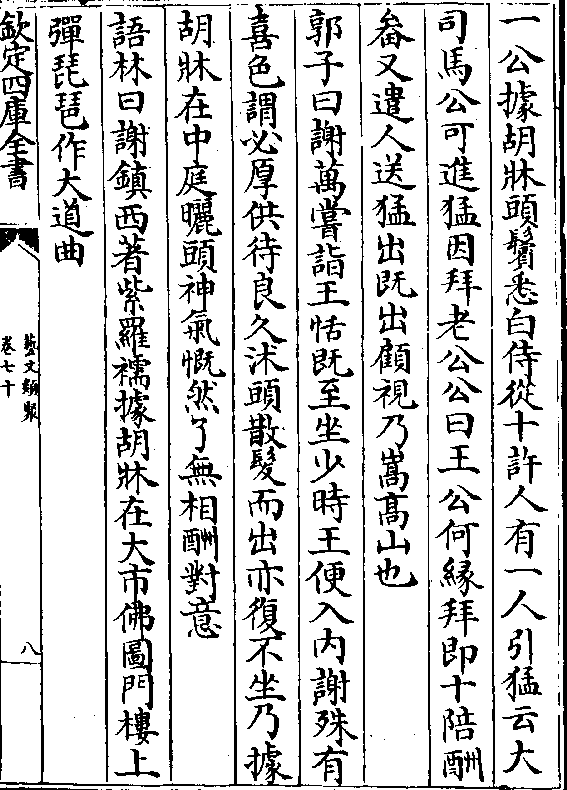 一公據胡牀頭鬢悉白侍從十許人有一人引猛云大
司馬公可進猛因拜老公公曰王公何縁拜即十陪酬
畚又遣人送猛出既出顧視乃嵩髙山也
郭子曰謝萬嘗詣王恬既至坐少時王便入内謝殊有
喜色謂必厚供待良久沐頭散髮而出亦復不坐乃據
胡牀在中庭曬頭神氣慨然了無相酬對意
語林曰謝鎮西著紫羅襦據胡牀在大市佛圖門樓上
彈琵琶作大道曲
欽定四庫全書
藝文類聚
卷七十
八